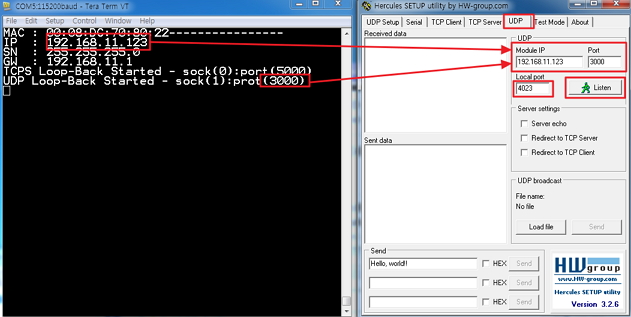 COM5:115200baud - Tera Term VT
File Edit Setup Control Window Help
MAC : 00:08:DC:70:80:22-----------------
IP : 192.168.11.123
SN : 255.255.255.0
GW : 192.168.11.1
TCPS Loop-Back Started - sock(0):port(5000)
UDP Loop-Back Started - sock(1):prot(3000)
Hercules SETUP utility by HW-group.com
UDP Setup Serial TCP Client TCP Server UDP Test Mode About
Received data
Sent data
UDP
Module IP Port
192.168.11.123 3000
Local port
4023 Listen
Server settings
Server echo
Redirect to TCP Server
Redirect to TCP Client
UDP broadcast
File name:
No file
Load file Send
Send
Hello, world!! HEX Send
HEX Send
HEX Send
HW group
www.HW-group.com
Hercules SETUP utility
Version 3.2.6